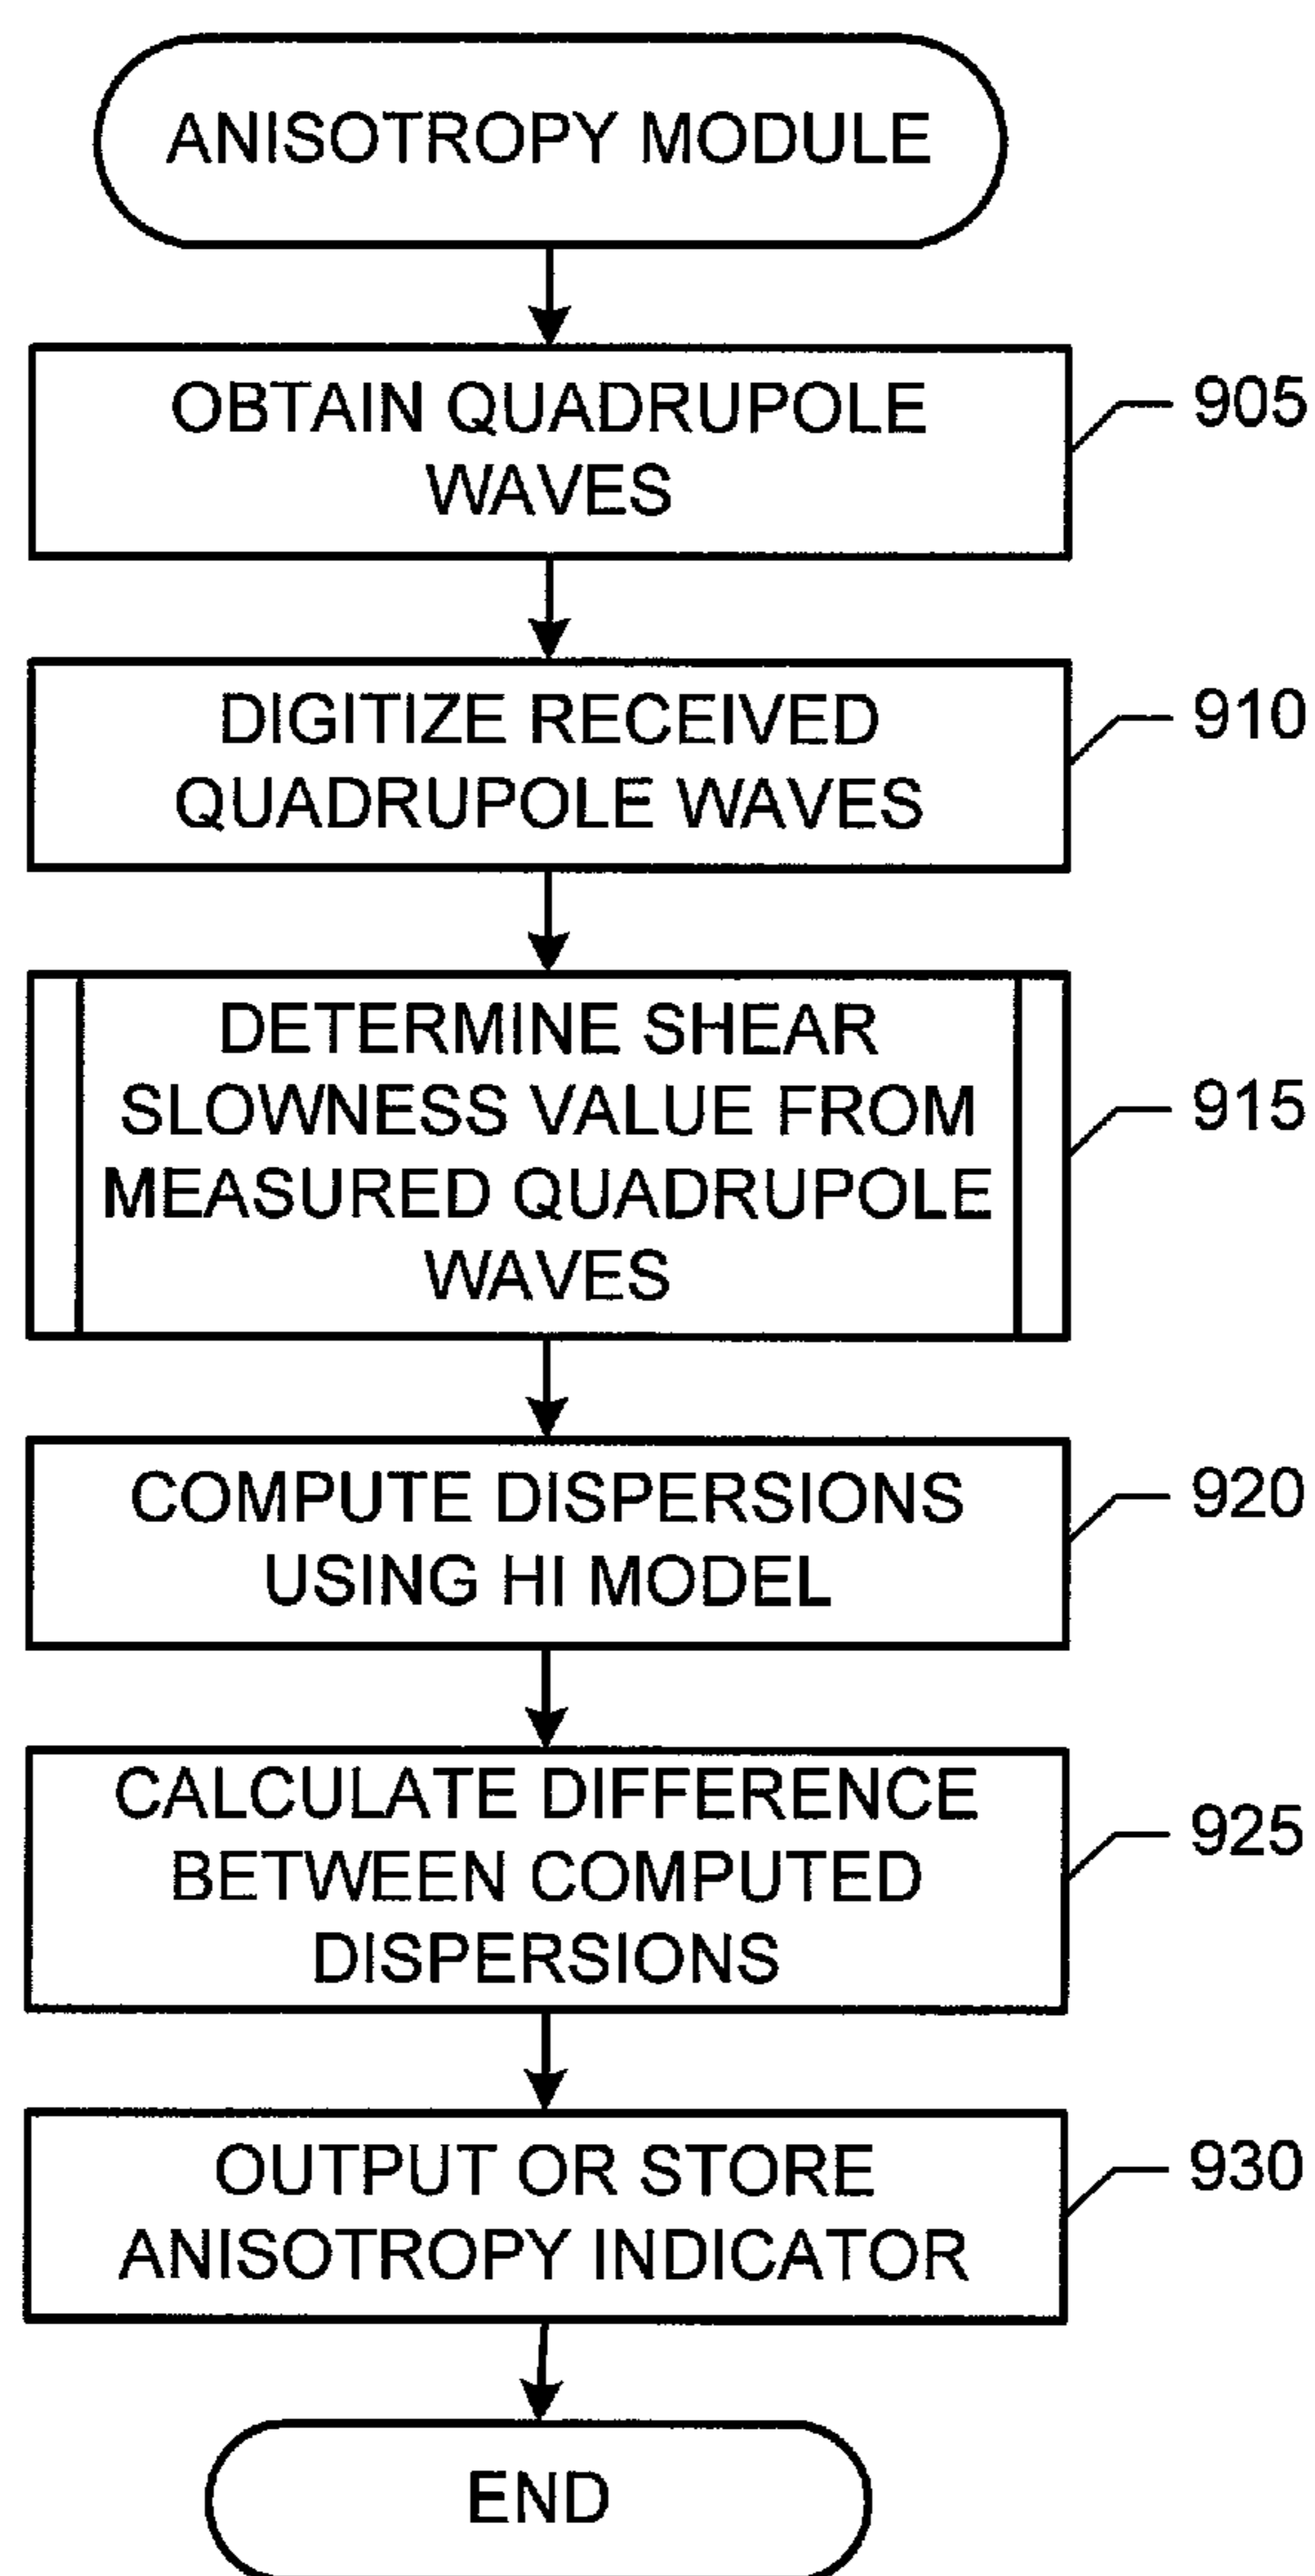 ANISOTROPY MODULE
OBTAIN QUADRUPOLE
WAVES
905
DIGITIZE RECEIVED
QUADRUPOLE WAVES
910
DETERMINE SHEAR
SLOWNESS VALUE FROM
MEASURED QUADRUPOLE
WAVES
915
COMPUTE DISPERSIONS
USING HI MODEL
920
CALCULATE DIFFERENCE
BETWEEN COMPUTED
DISPERSIONS
925
OUTPUT OR STORE
ANISOTROPY INDICATOR
930
END